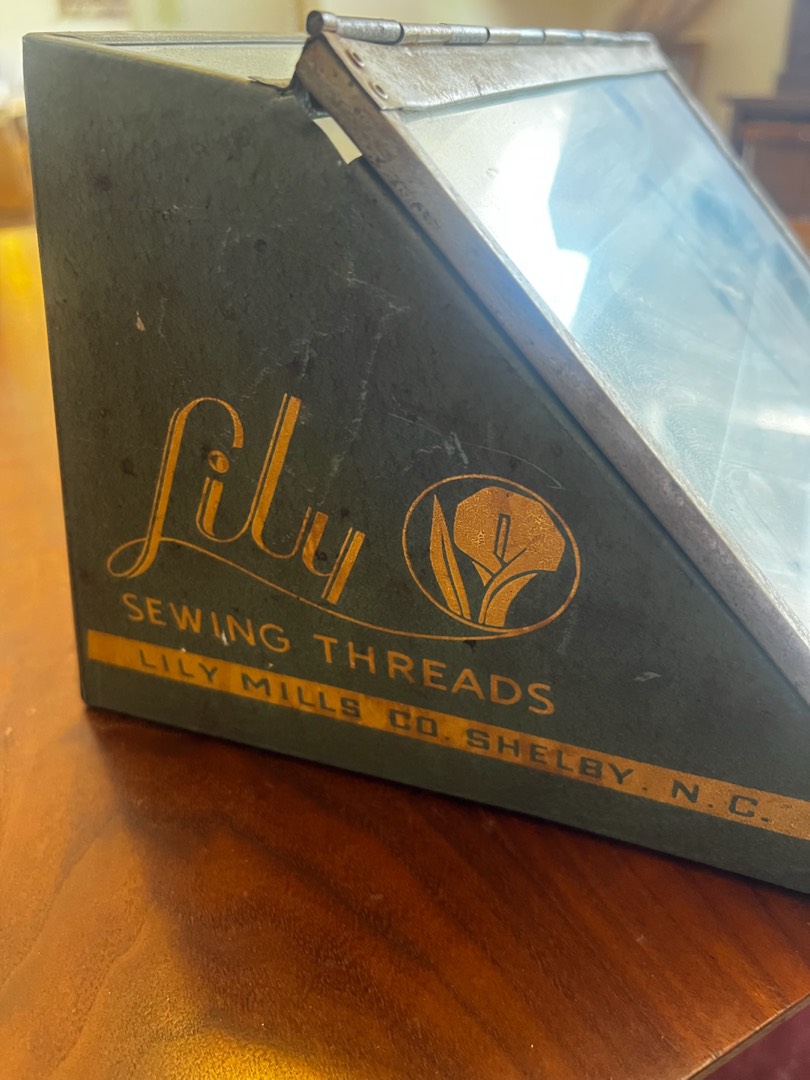 Lily
SEWING THREADS
LILY MILLS CO. SHELBY. N.C.